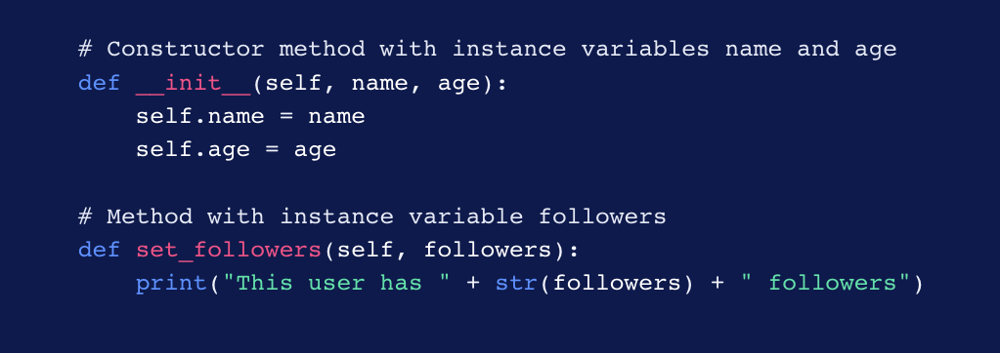 # Constructor method with instance variables name and age
def __init__(self, name, age):
    self.name = name
    self.age = age

# Method with instance variable followers
def set_followers(self, followers):
    print("This user has " + str(followers) + " followers")